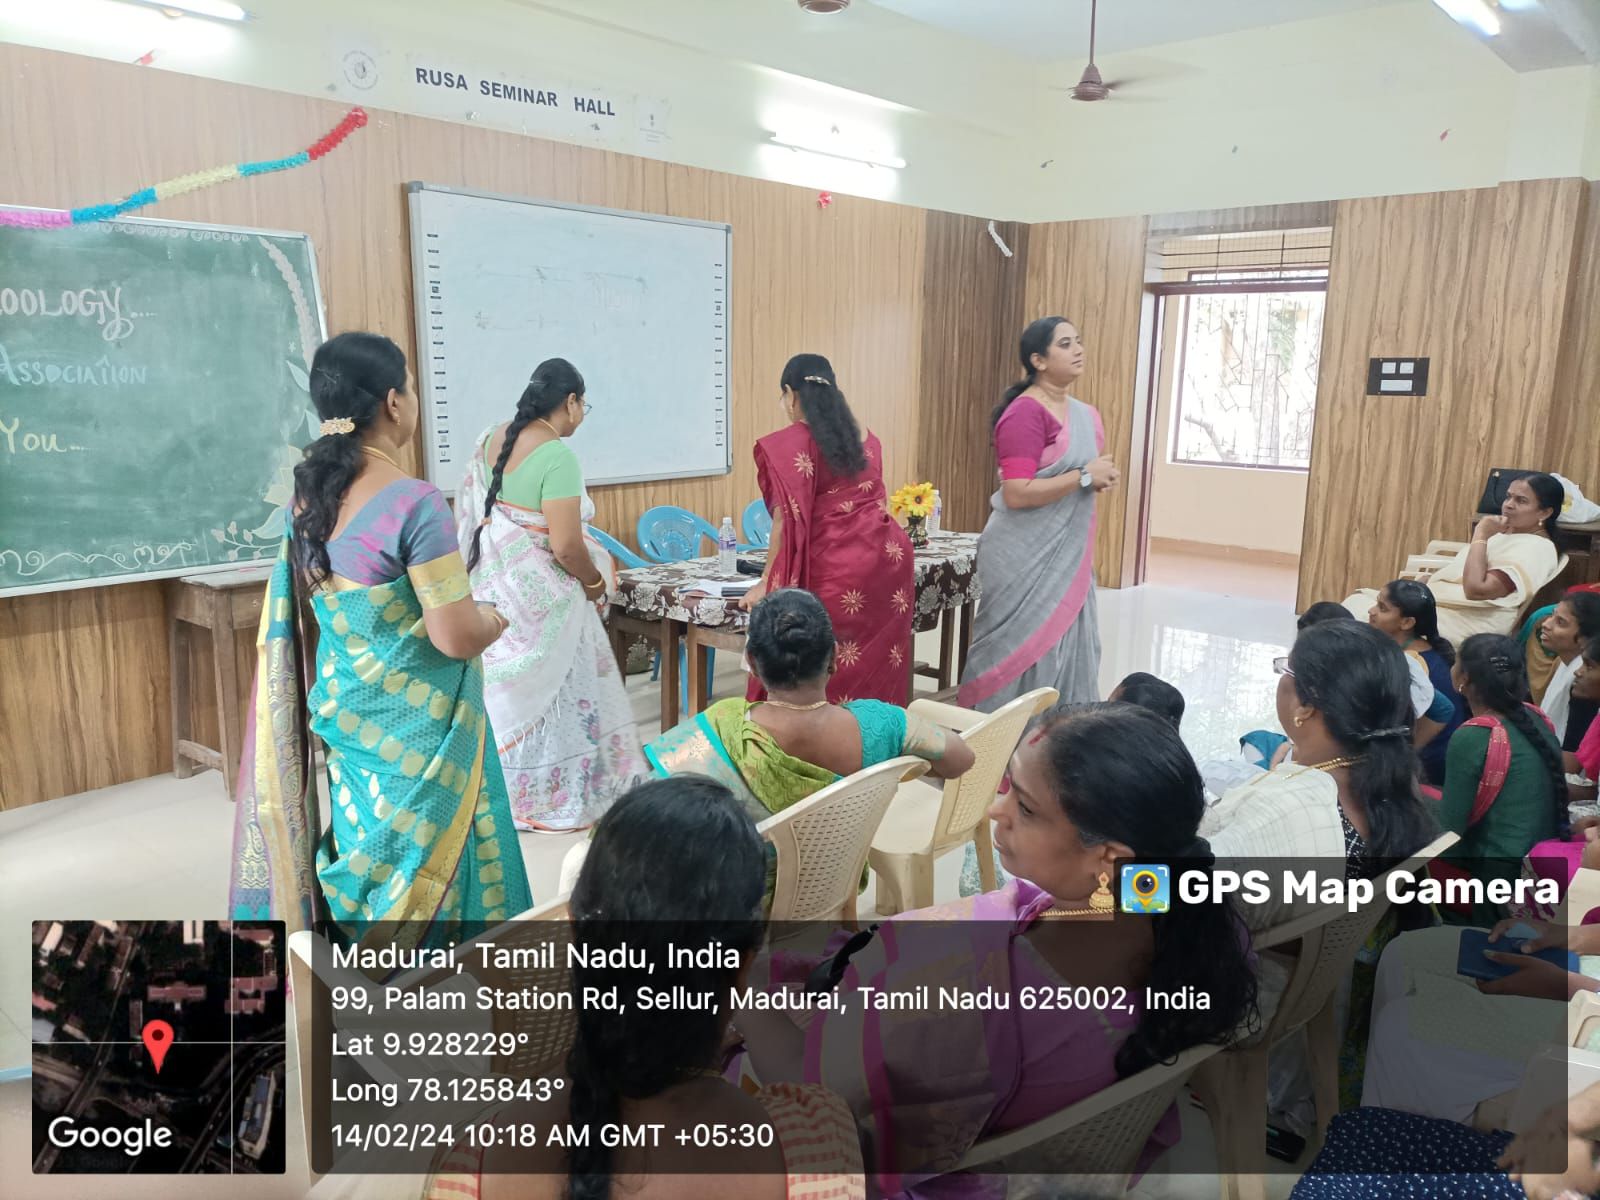 RUSA SEMINAR HALL
OOLOGY....
ASSOCIATION
You...
GPS Map Camera
Madurai, Tamil Nadu, India
99, Palam Station Rd, Sellur, Madurai, Tamil Nadu 625002, India
Lat 9.928229°
Long 78.125843°
14/02/24 10:18 AM GMT +05:30
Google